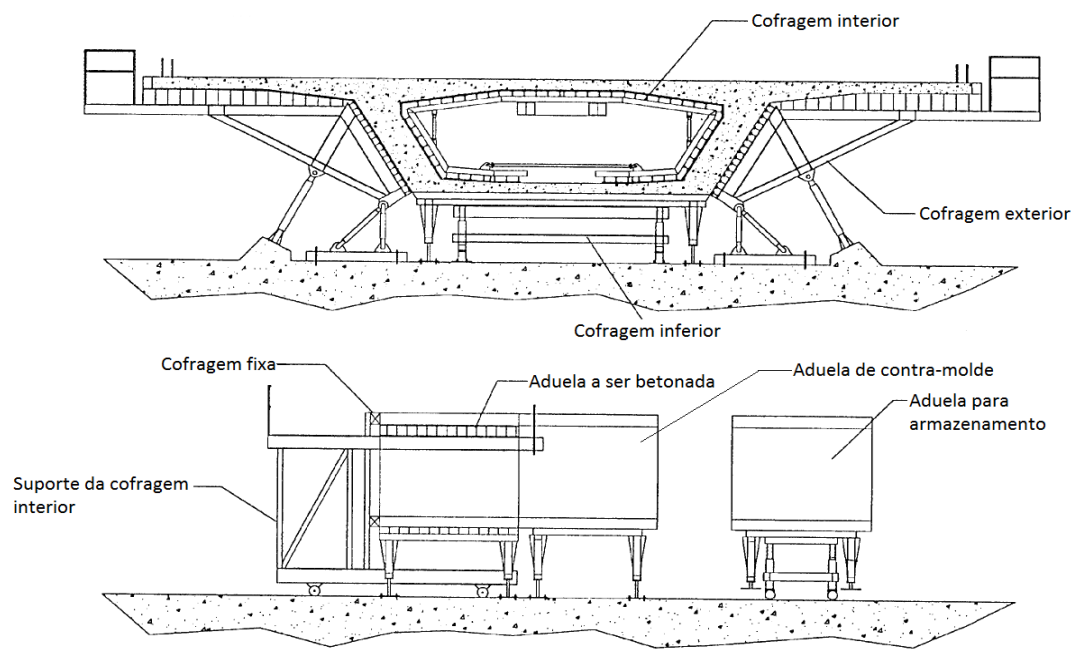 Cofragem interior
Cofragem exterior
Cofragem inferior
Cofragem fixa
Aduela a ser betonada
Aduela de contra-molde
Aduela para
armazenamento
Suporte da cofragem
interior